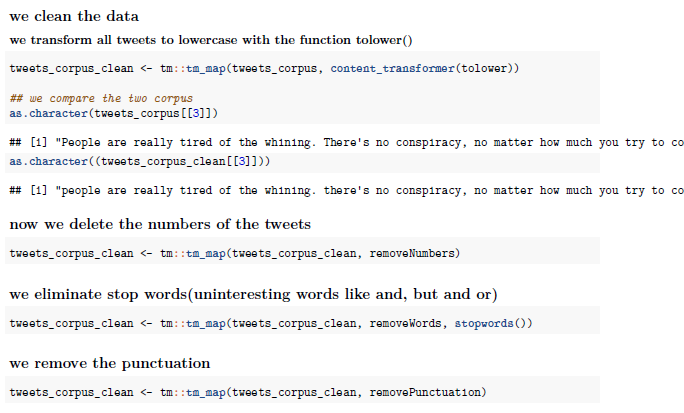 we clean the data
we transform all tweets to lowercase with the function tolower()
tweets_corpus_clean <- tm::tm_map(tweets_corpus, content_transformer(tolower))
## we compare the two corpus
as.character(tweets_corpus[[3]])
## [1] "People are really tired of the whining. There's no conspiracy, no matter how much you try to co
as.character((tweets_corpus_clean[[3]]))
## [1] "people are really tired of the whining. there's no conspiracy, no matter how much you try to co
now we delete the numbers of the tweets
tweets_corpus_clean <- tm::tm_map(tweets_corpus_clean, removeNumbers)
we eliminate stop words(uninteresting words like and, but and or)
tweets_corpus_clean <- tm::tm_map(tweets_corpus_clean, removeWords, stopwords())
we remove the punctuation
tweets_corpus_clean <- tm::tm_map(tweets_corpus_clean, removePunctuation)